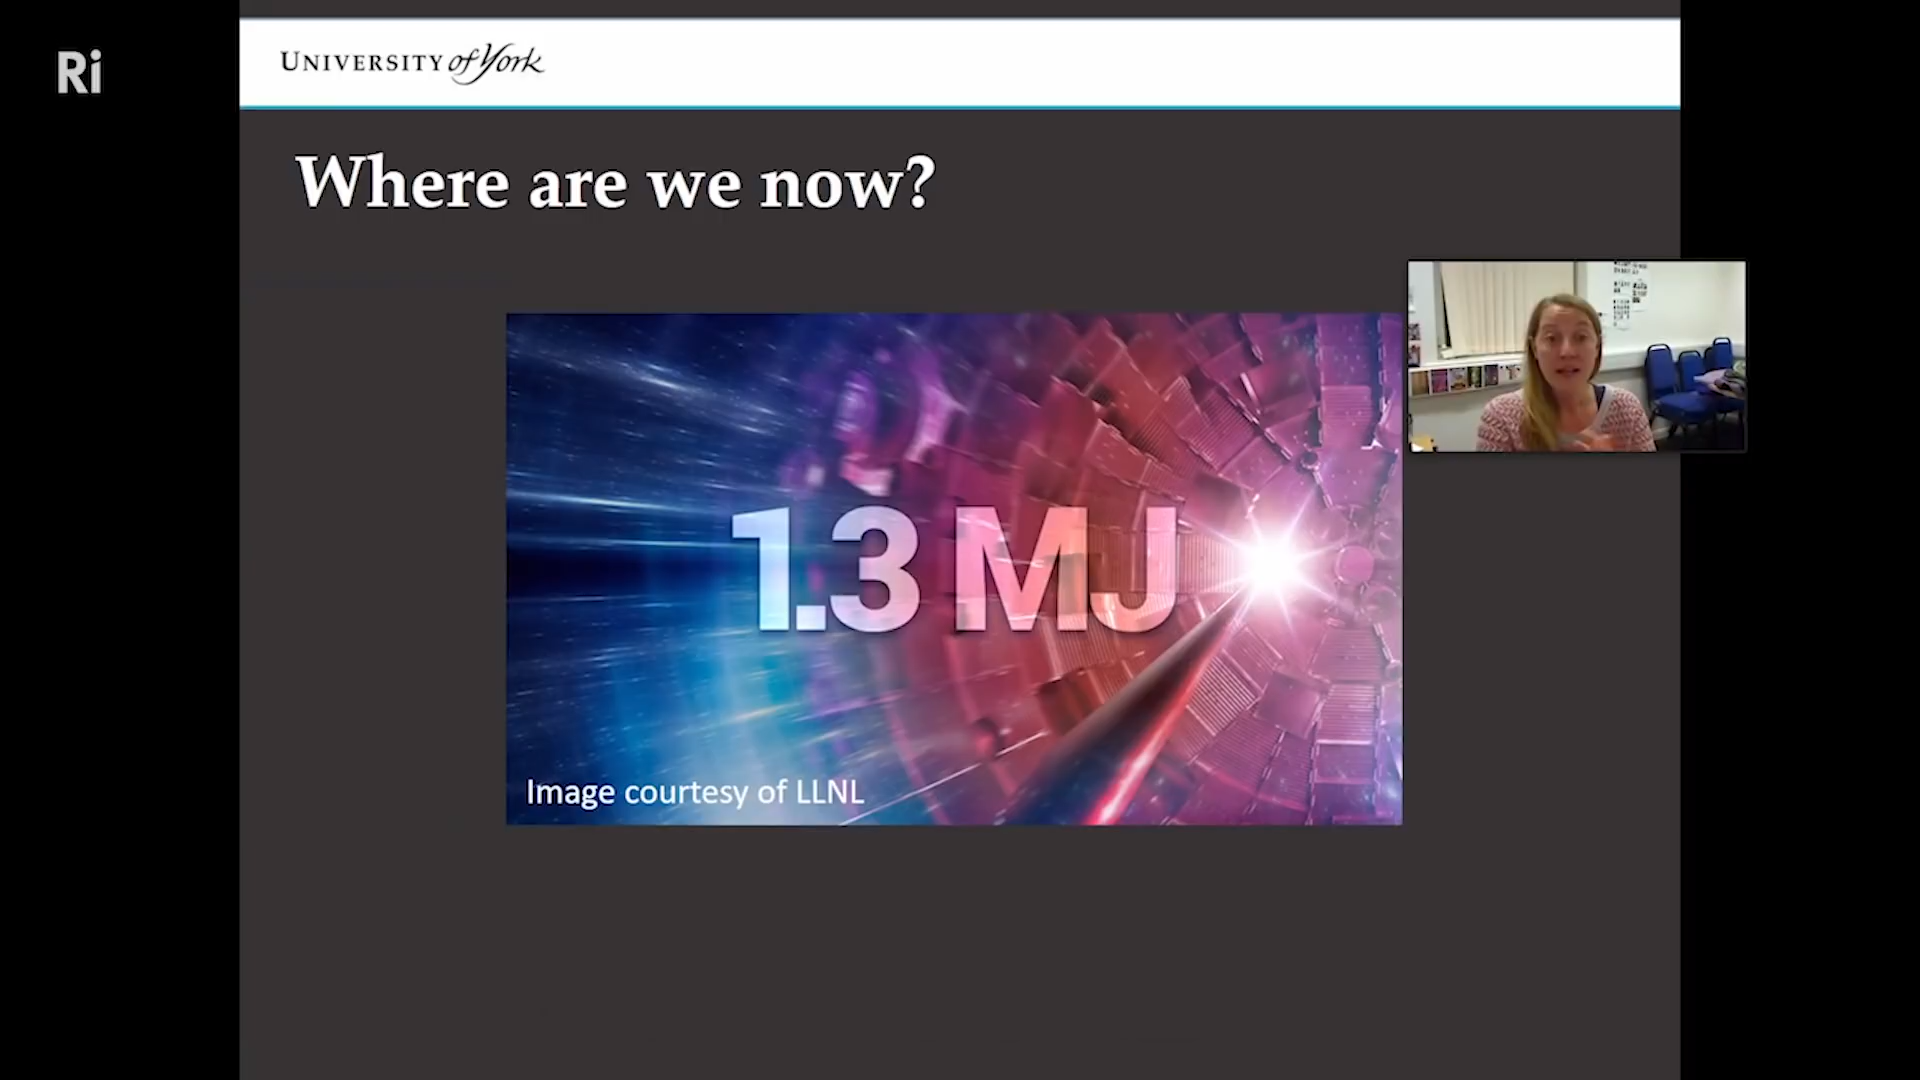 Ri
UNIVERSITY of York
Where are we now?
1.3 MJ
Image courtesy of LLNL